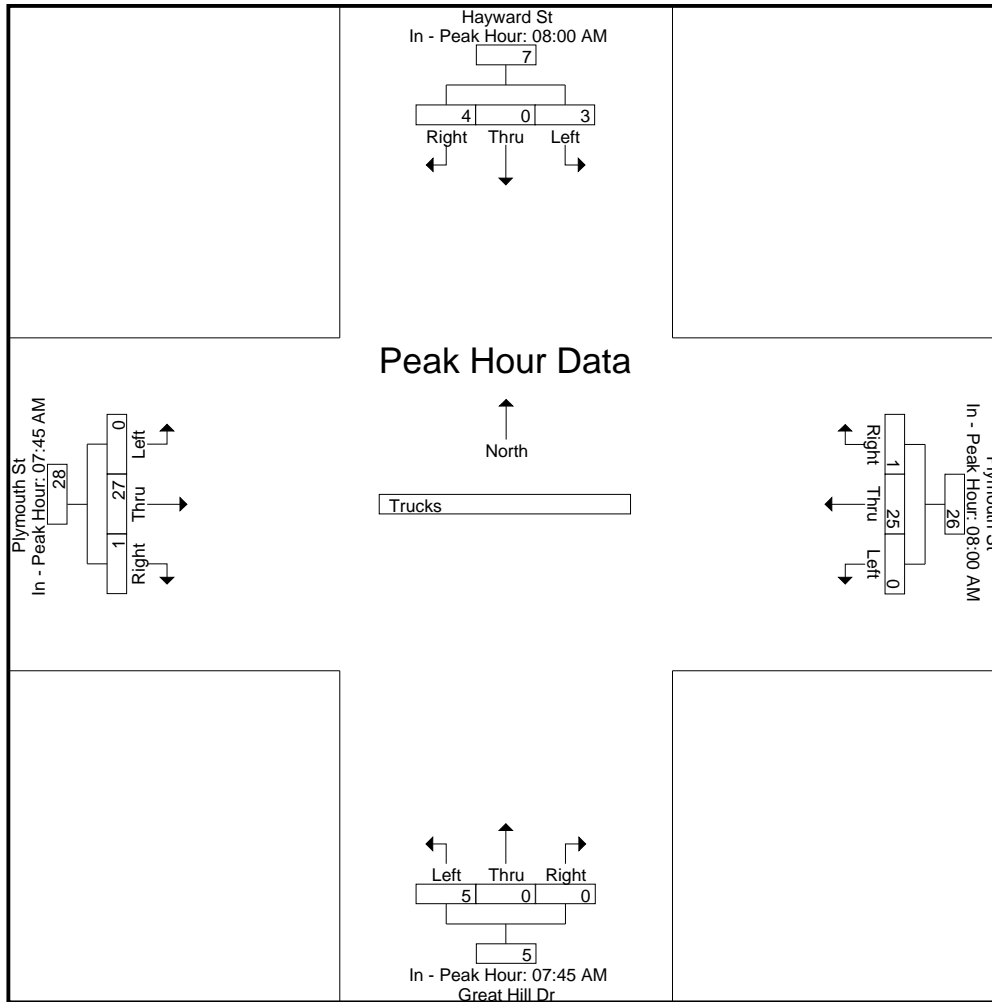 Hayward St
In - Peak Hour: 08:00 AM
7
4 0 3
Right Thru Left
Peak Hour Data
North
Trucks
Plymouth St
In - Peak Hour: 07:45 AM
28
0 27 1
Left Thru Right
Plymouth St
In - Peak Hour: 08:00 AM
26
1 25 0
Right Thru Left
Left Thru Right
5 0 0
5
In - Peak Hour: 07:45 AM
Great Hill Dr